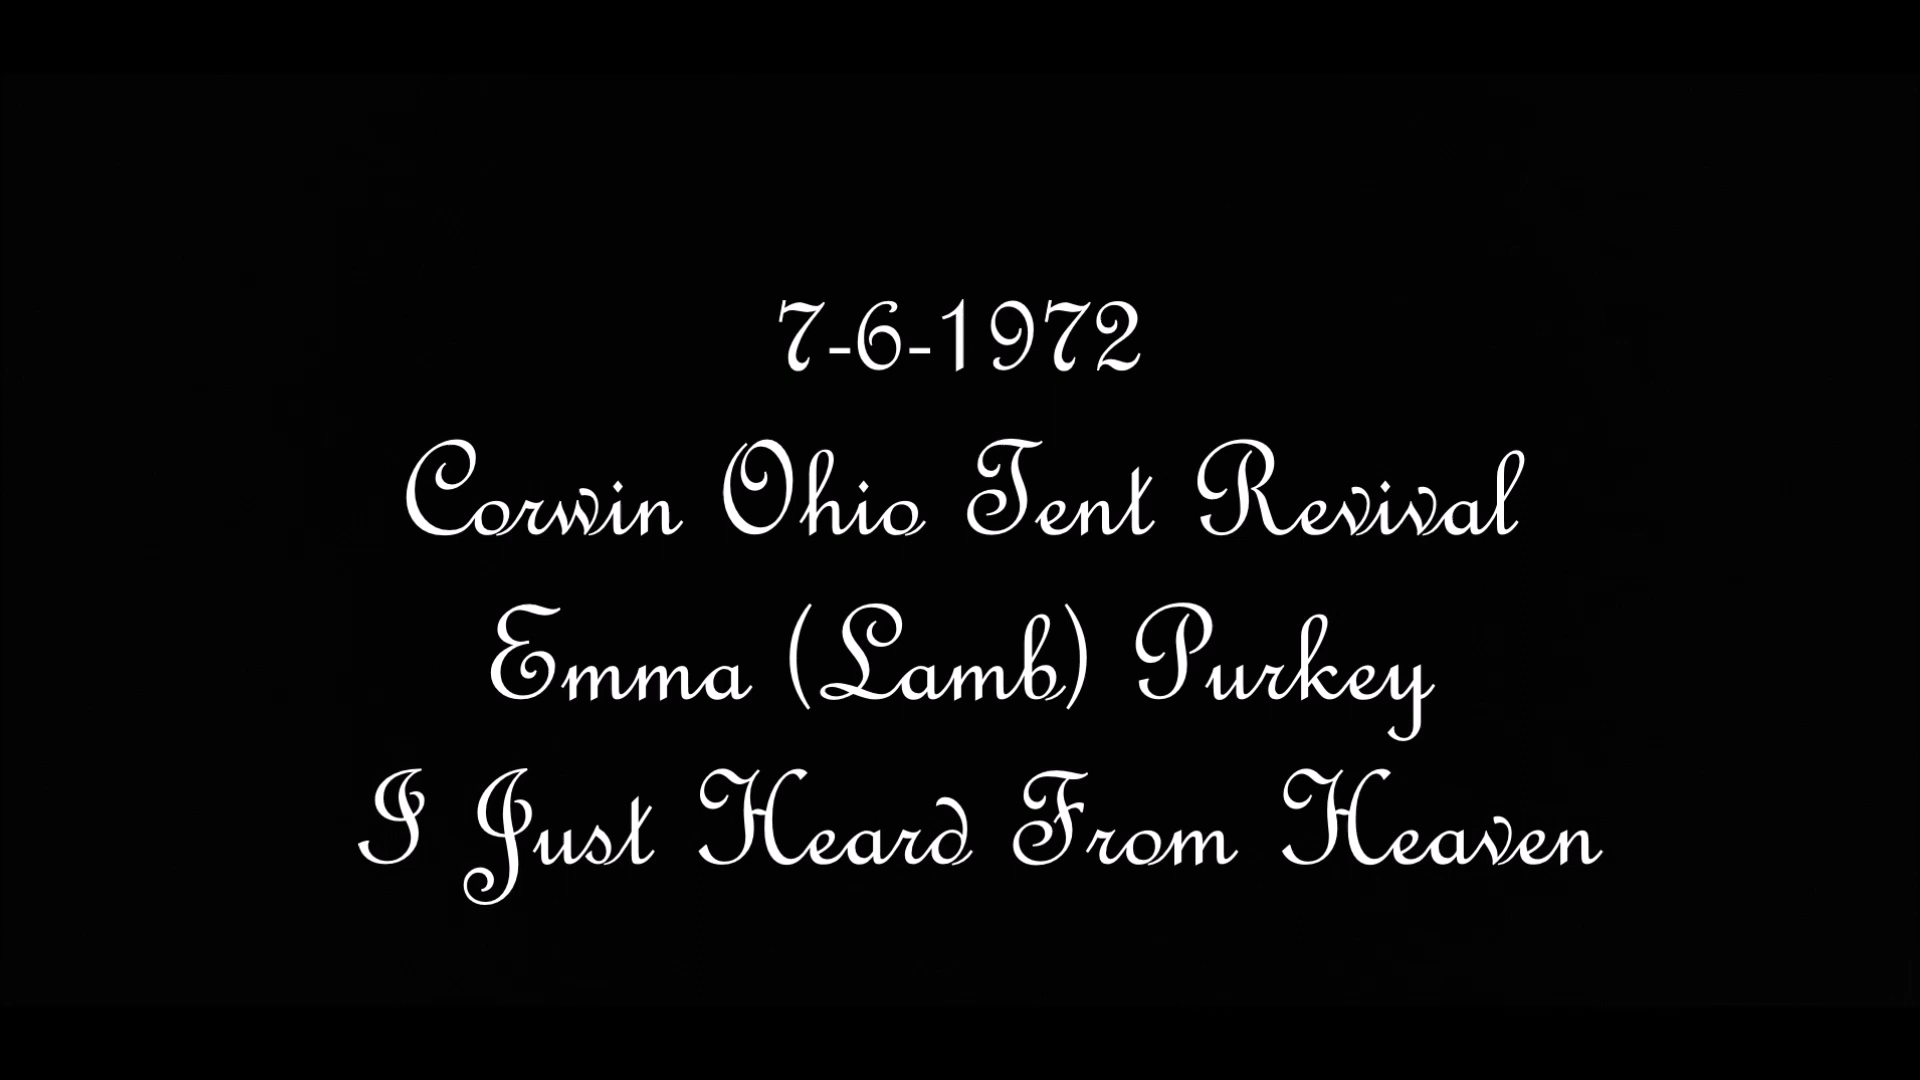 7-6-1972
Corwin Ohio Tent Revival
Emma (Lamb) Purkey
I Just Heard From Heaven